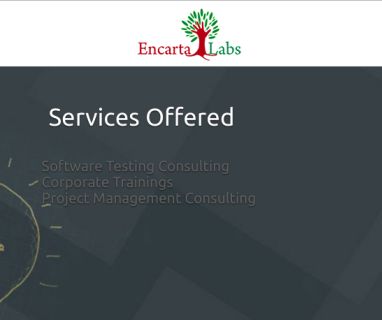 Encarta Labs
Services Offered
Software Testing Consulting
Corporate Trainings
Project Management Consulting